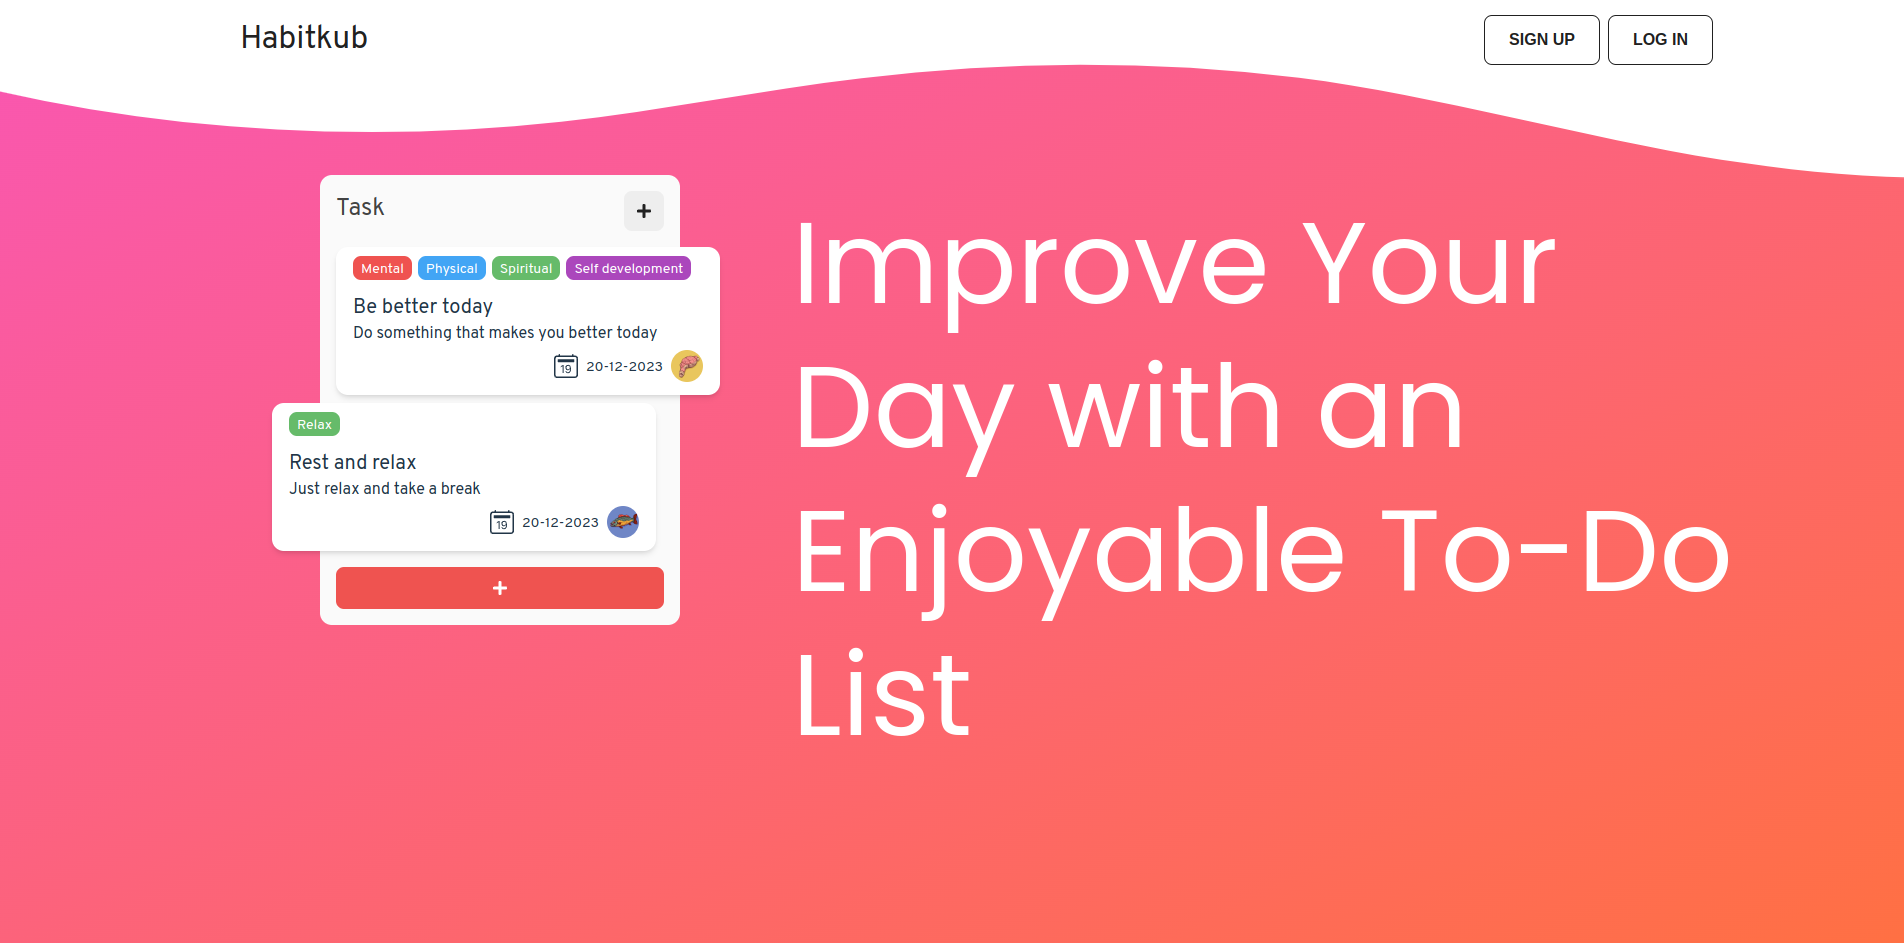 Habitkub
SIGN UP
LOG IN
Task
Mental Physical Spiritual Self development
Be better today
Do something that makes you better today
19 20-12-2023
Relax
Rest and relax
Just relax and take a break
19 20-12-2023
Improve Your
Day with an
Enjoyable To-Do
List